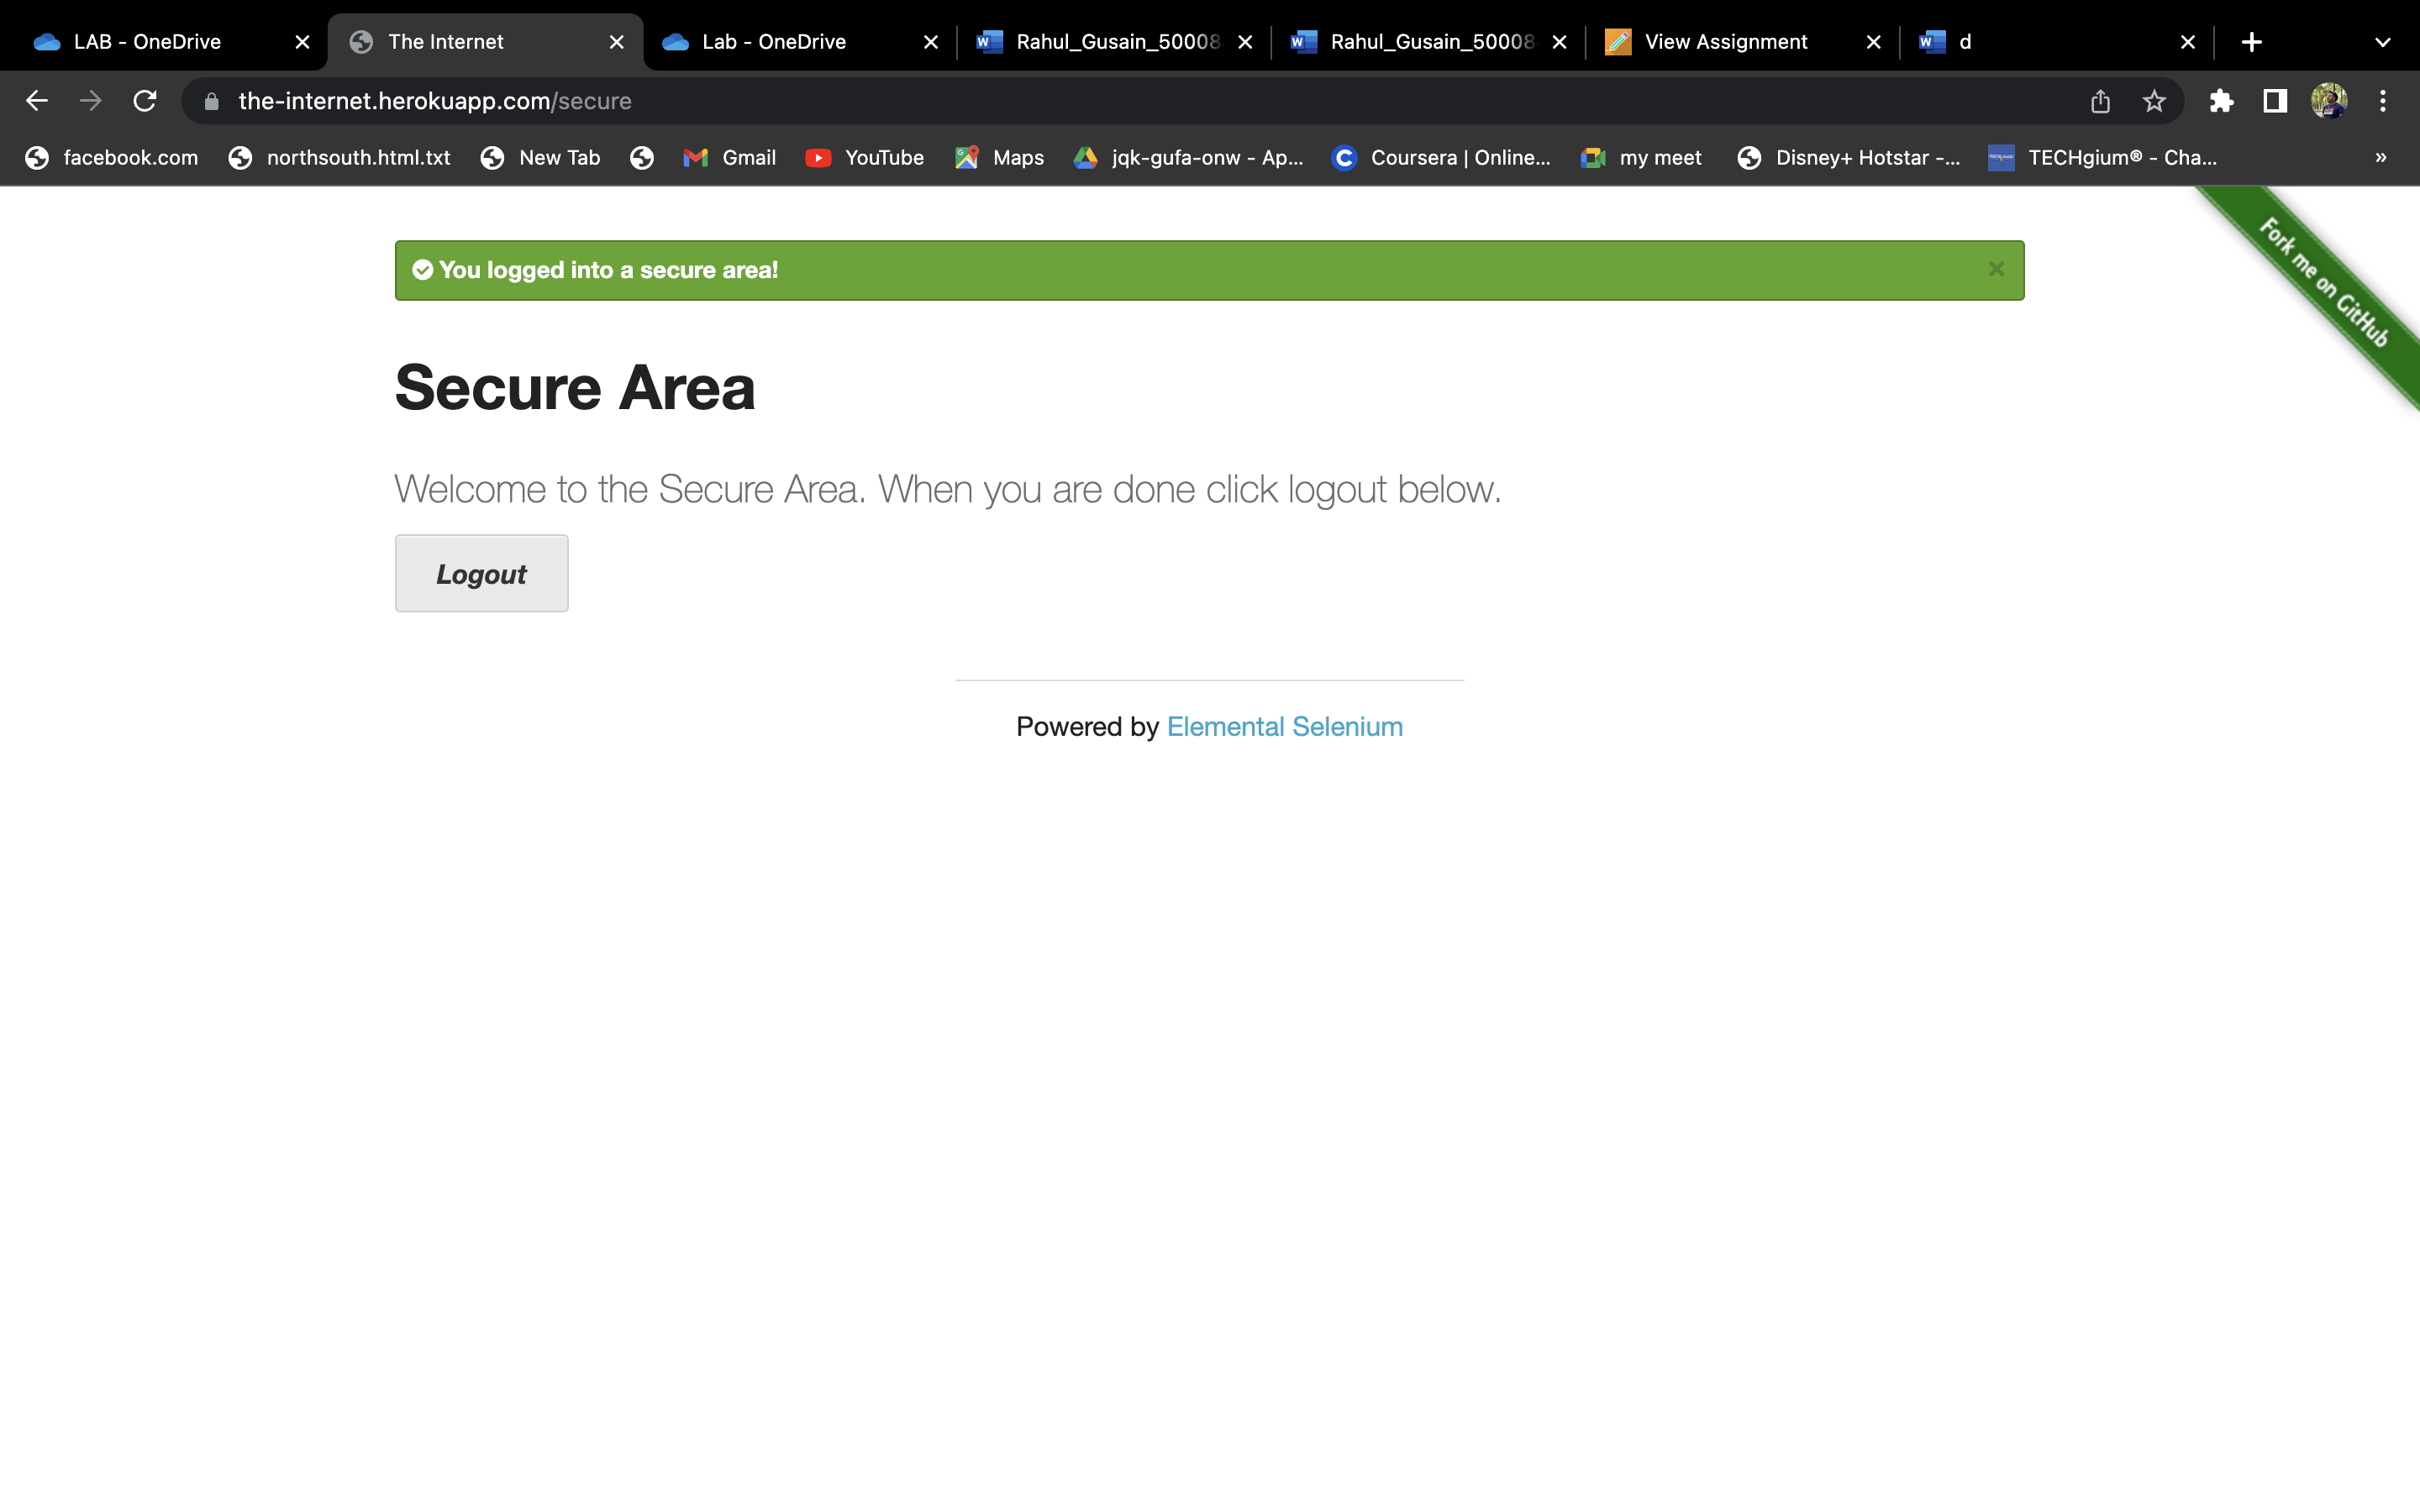 LAB - OneDrive
The Internet
Lab - OneDrive
Rahul_Gusain_50008
Rahul_Gusain_50008
View Assignment
d
the-internet.herokuapp.com/secure
facebook.com
northsouth.html.txt
New Tab
Gmail
YouTube
Maps
jqk-gufa-onw - Ap...
Coursera | Online...
my meet
Disney+ Hotstar -...
TECHgium® - Cha...
»
Fork me on GitHub
You logged into a secure area!
Secure Area
Welcome to the Secure Area. When you are done click logout below.
Logout
Powered by Elemental Selenium